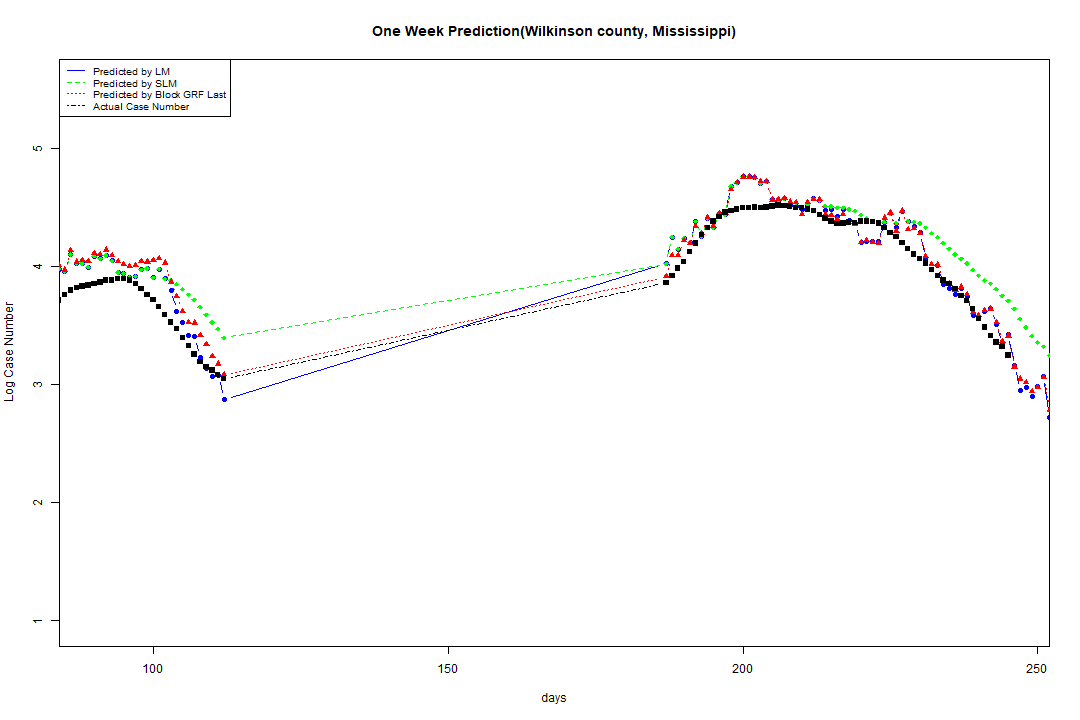 One Week Prediction(Wilkinson county, Mississippi)
Predicted by LM
Predicted by SLM
Predicted by Block GRF Last
Actual Case Number
5
4
3
2
1
Log Case Number
100 150 200 250
days